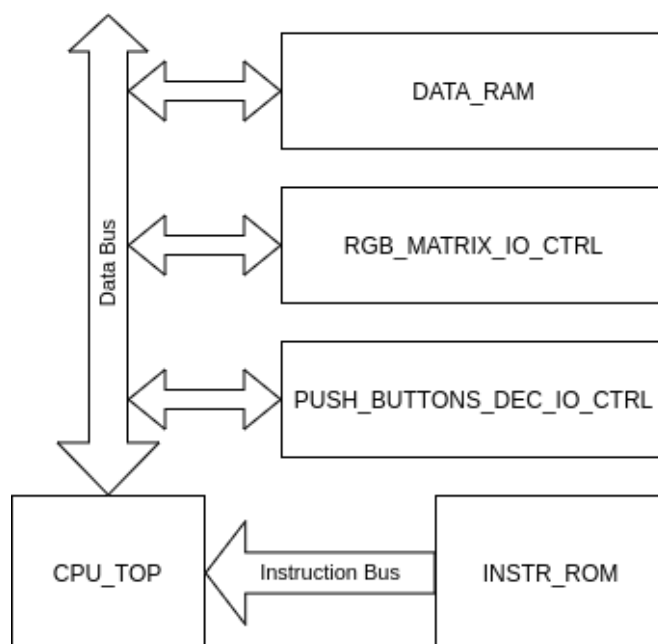 DATA_RAM
Data Bus
RGB_MATRIX_IO_CTRL
PUSH_BUTTONS_DEC_IO_CTRL
CPU_TOP
Instruction Bus
INSTR_ROM